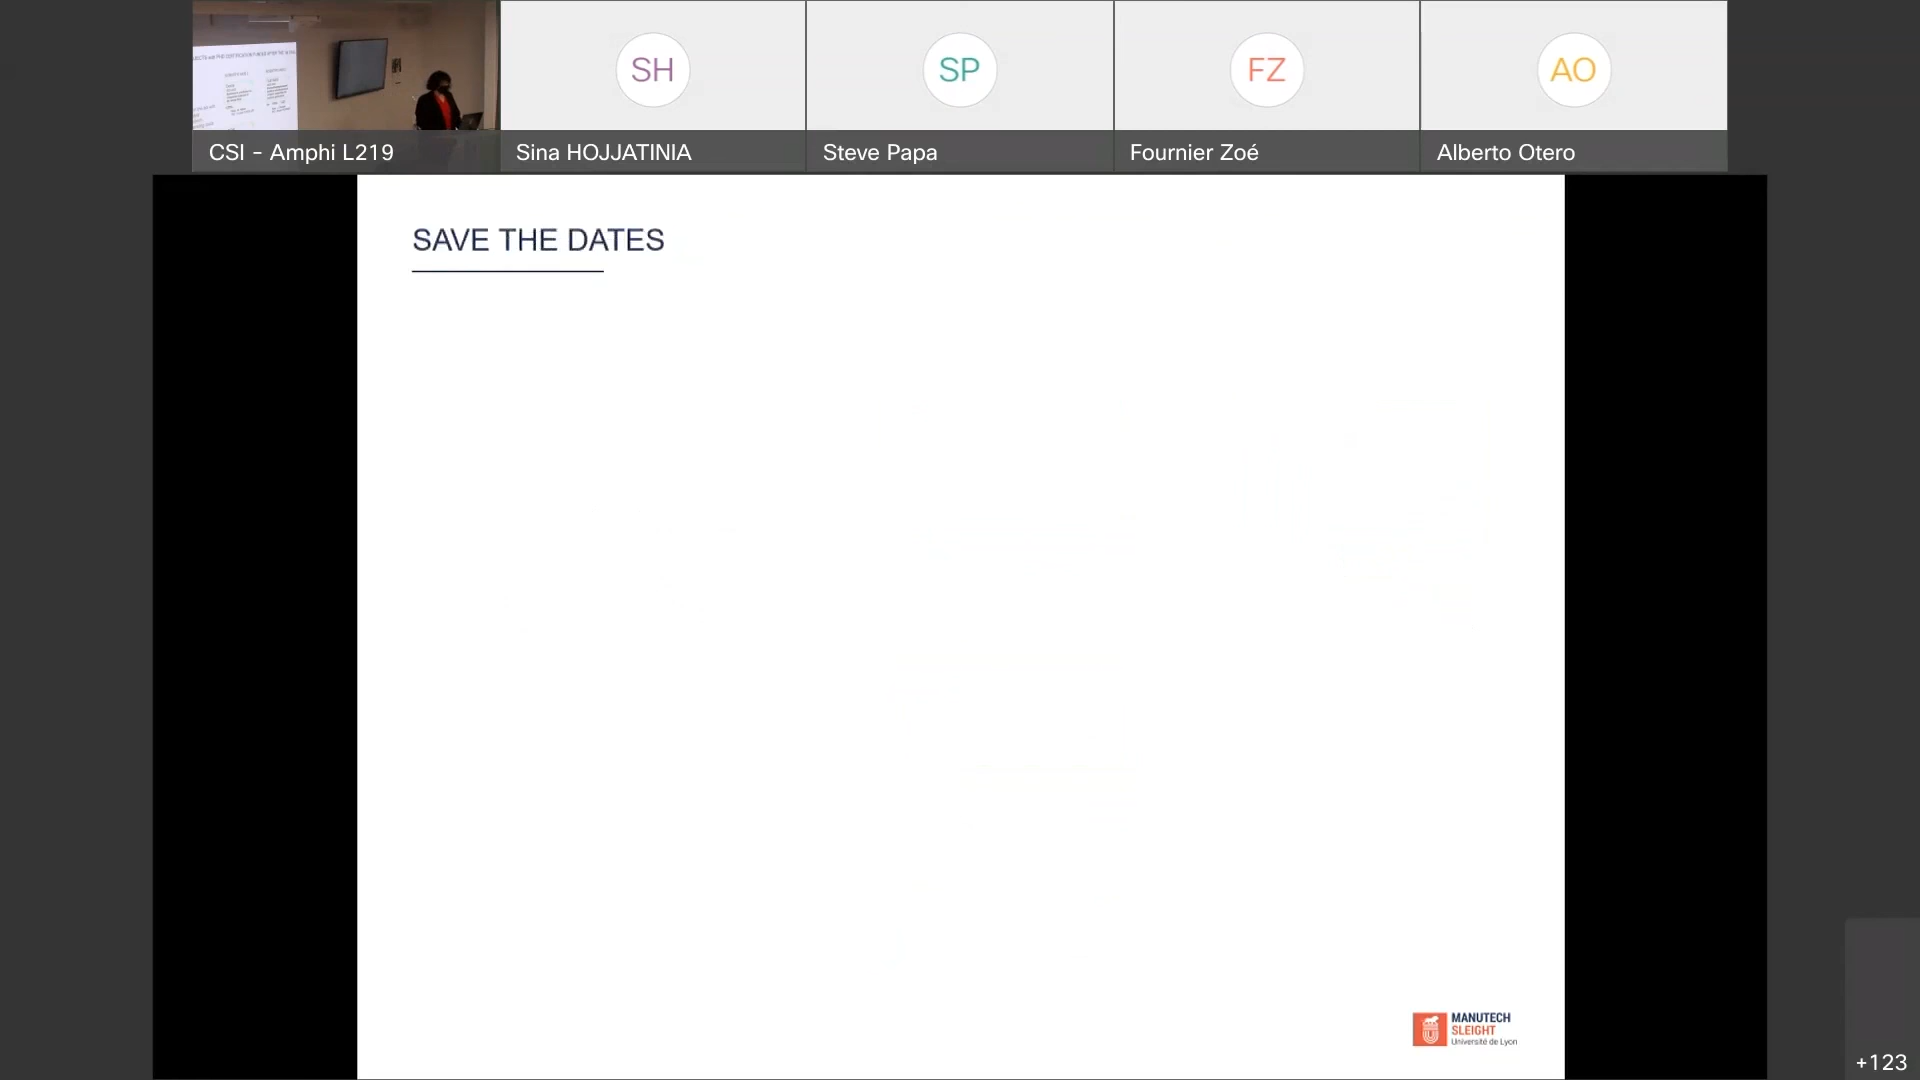 SH
SP
FZ
AO
CSI - Amphi L219
Sina HOJJATINIA
Steve Papa
Fournier Zoé
Alberto Otero
SAVE THE DATES
MANUTECH
SLEIGHT
Université de Lyon
+123